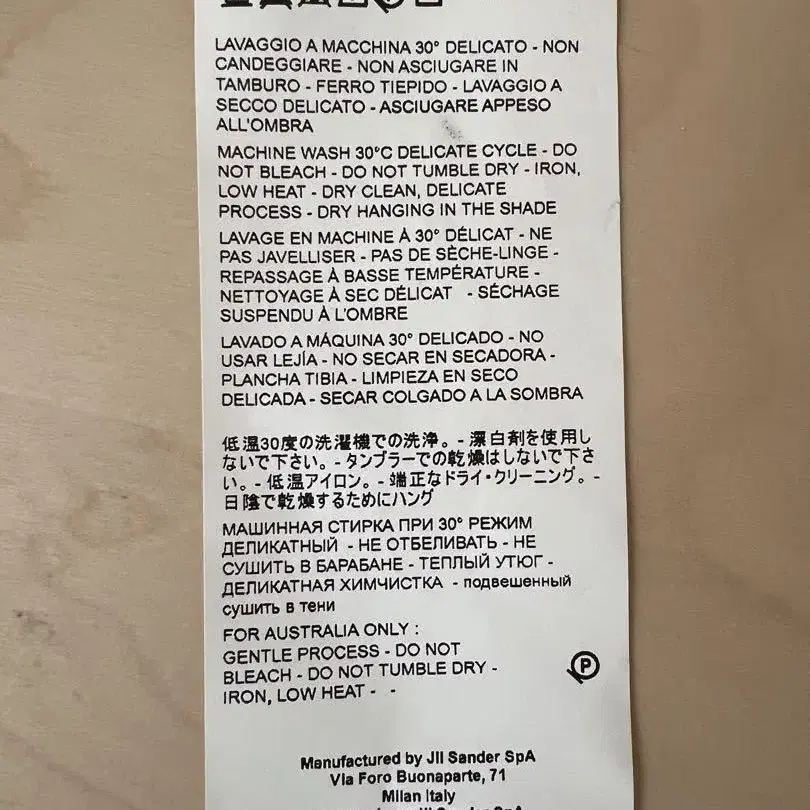 LAVAGGIO A MACCHINA 30° DELICATO - NON
CANDEGGIARE - NON ASCIUGARE IN
TAMBURO - FERRO TIEPIDO - LAVAGGIO A
SECCO DELICATO - ASCIUGARE APPESO
ALL'OMBRA
MACHINE WASH 30°C DELICATE CYCLE - DO
NOT BLEACH - DO NOT TUMBLE DRY - IRON,
LOW HEAT - DRY CLEAN, DELICATE
PROCESS - DRY HANGING IN THE SHADE
LAVAGE EN MACHINE À 30° DÉLICAT - NE
PAS JAVELLISER - PAS DE SÈCHE-LINGE -
REPASSAGE À BASSE TEMPÉRATURE -
NETTOYAGE À SEC DÉLICAT - SÉCHAGE
SUSPENDU À L'OMBRE
LAVADO A MÁQUINA 30° DELICADO - NO
USAR LEJÍA - NO SECAR EN SECADORA -
PLANCHA TIBIA - LIMPIEZA EN SECO
DELICADA - SECAR COLGADO A LA SOMBRA
低温30度の洗濯機での洗浄。- 漂白剤を使用し
ないで下さい。- タンブラーでの乾燥はしないで下さ
い。- 低温アイロン。- 端正なドライ・クリーニング。-
日陰で乾燥するためにハング
МАШИННАЯ СТИРКА ПРИ 30° РЕЖИМ
ДЕЛИКАТНЫЙ - НЕ ОТБЕЛИВАТЬ - НЕ
СУШИТЬ В БАРАБАНЕ - ТЕПЛЫЙ УТЮГ -
ДЕЛИКАТНАЯ ХИМЧИСТКА - подвешенный
сушить в тени
FOR AUSTRALIA ONLY :
GENTLE PROCESS - DO NOT
BLEACH - DO NOT TUMBLE DRY -
IRON, LOW HEAT - -
P
Manufactured by Jil Sander SpA
Via Foro Buonaparte, 71
Milan Italy